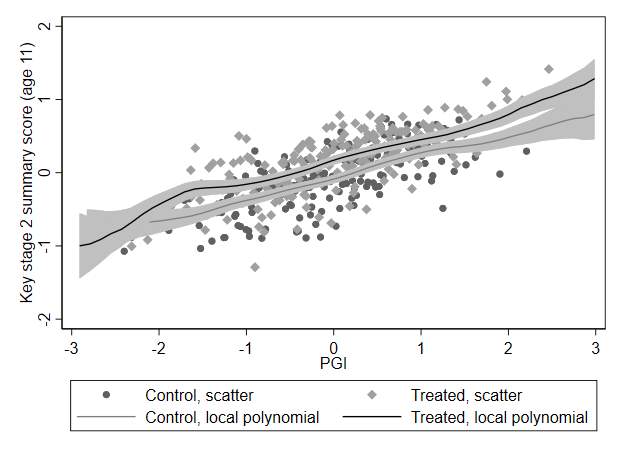 Key stage 2 summary score (age 11)
2
1
0
-1
-2
-3 -2 -1 0 1 2 3
PGI
Control, scatter Treated, scatter
Control, local polynomial Treated, local polynomial